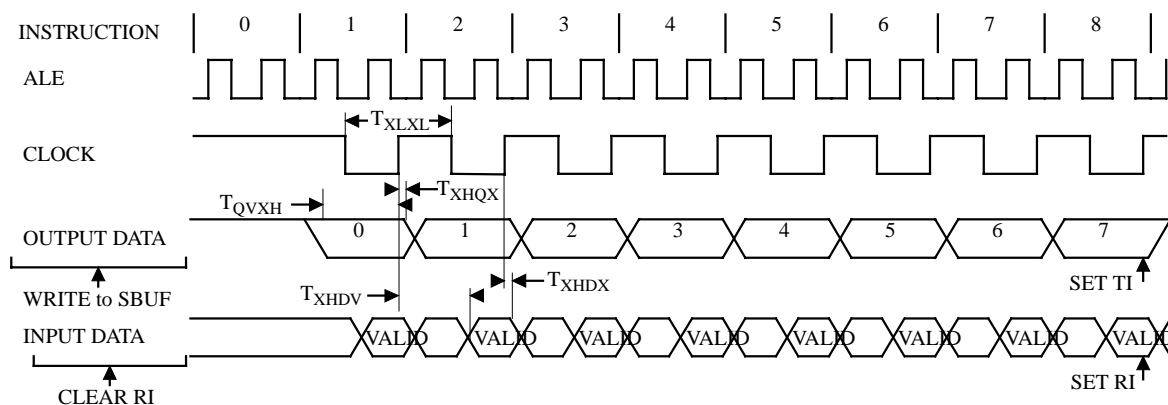 INSTRUCTION 0 1 2 3 4 5 6 7 8
ALE
TXLXL
CLOCK
TXHQX
TQVXH
OUTPUT DATA 0 1 2 3 4 5 6 7
TXHDX
SET TI
WRITE to SBUF
TXHDV
INPUT DATA VALID VALID VALID VALID VALID VALID VALID VALID
SET RI
CLEAR RI